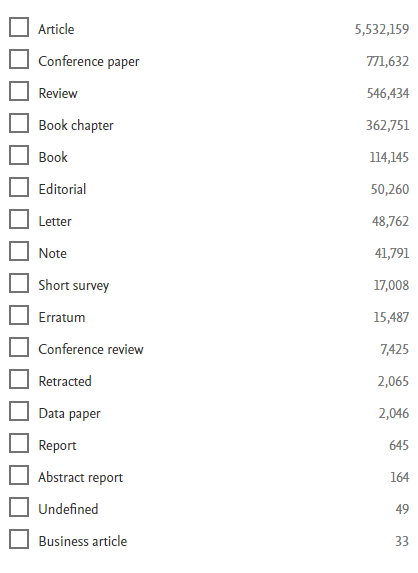 Article 5,532,159
Conference paper 771,632
Review 546,434
Book chapter 362,751
Book 114,145
Editorial 50,260
Letter 48,762
Note 41,791
Short survey 17,008
Erratum 15,487
Conference review 7,425
Retracted 2,065
Data paper 2,046
Report 645
Abstract report 164
Undefined 49
Business article 33